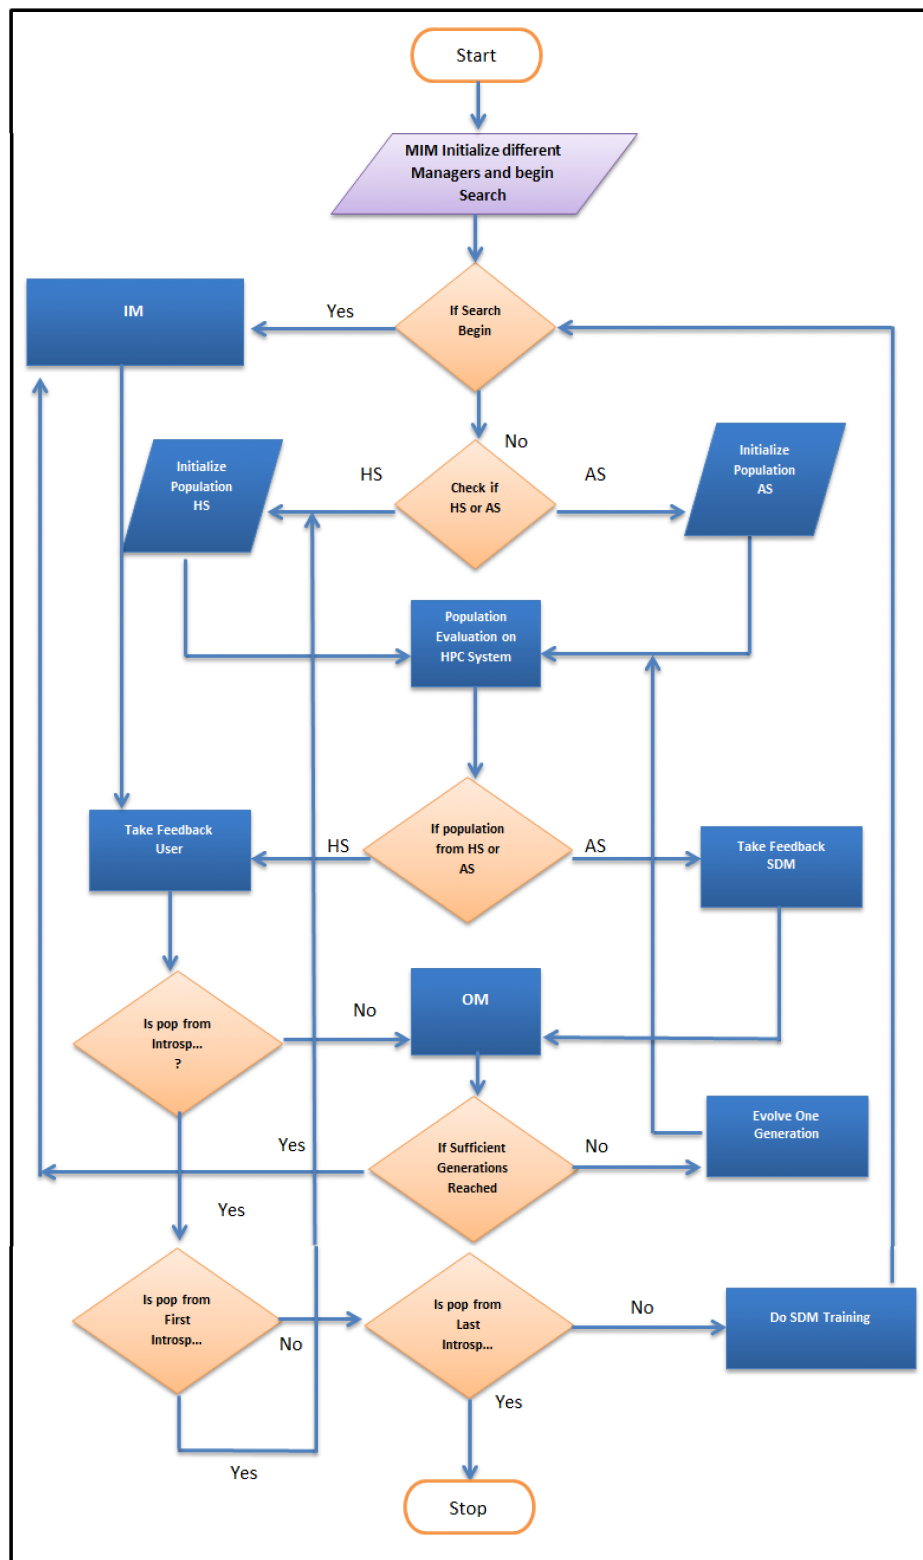 Start
MIM Initialize different
Managers and begin
Search
IM
Yes
If Search
Begin
No
Initialize
Population
HS
HS
Check if
HS or AS
AS
Initialize
Population
AS
Population
Evaluation on
HPC System
Take Feedback
User
HS
If population
from HS or
AS
AS
Take Feedback
SDM
Is pop from
Introsp...
?
No
OM
Yes
If Sufficient
Generations
Reached
No
Evolve One
Generation
Yes
Is pop from
First
Introsp...
No
Is pop from
Last
Introsp...
No
Do SDM Training
Yes
Yes
Stop